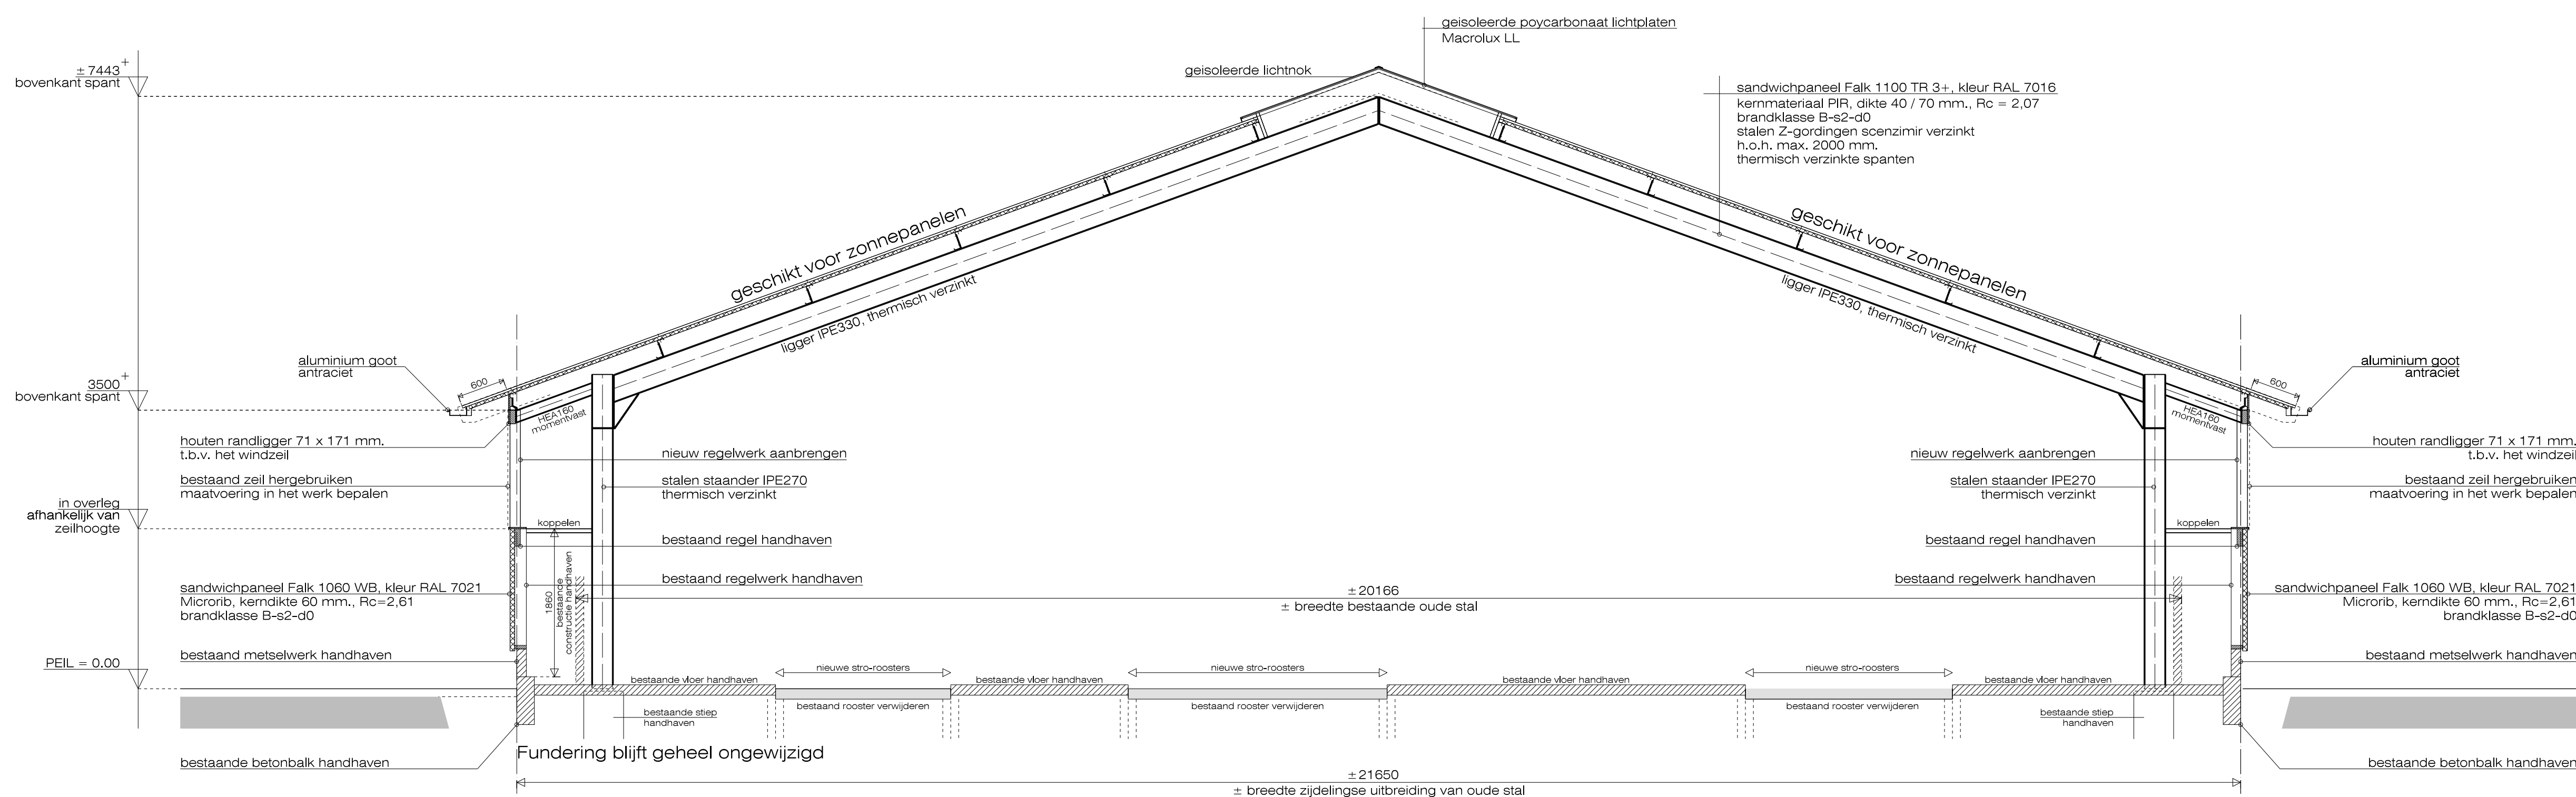 geisoleerde poycarbonaat lichtplaten
Macrolux LL
geisoleerde lichtnok
± 7443 +
bovenkant spant
sandwichpaneel Falk 1100 TR 3+, kleur RAL 7016
kernmateriaal PIR, dikte 40 / 70 mm., Rc = 2,07
brandklasse B-s2-d0
stalen Z-gordingen scenzimir verzinkt
h.o.h. max. 2000 mm.
thermisch verzinkte spanten
geschikt voor zonnepanelen
geschikt voor zonnepanelen
ligger IPE330, thermisch verzinkt
ligger IPE330, thermisch verzinkt
aluminium goot
antraciet
600
600
aluminium goot
antraciet
3500 +
bovenkant spant
HEA160
momentvast
HEA160
momentvast
houten randligger 71 x 171 mm.
t.b.v. het windzeil
nieuw regelwerk aanbrengen
nieuw regelwerk aanbrengen
houten randligger 71 x 171 mm.
t.b.v. het windzeil
bestaand zeil hergebruiken
maatvoering in het werk bepalen
stalen staander IPE270
thermisch verzinkt
stalen staander IPE270
thermisch verzinkt
bestaand zeil hergebruiken
maatvoering in het werk bepalen
in overleg
afhankelijk van
zeilhoogte
koppelen
koppelen
bestaand regel handhaven
bestaand regel handhaven
1860
bestaande
constructie handhaven
bestaand regelwerk handhaven
bestaand regelwerk handhaven
sandwichpaneel Falk 1060 WB, kleur RAL 7021
Microrib, kerndikte 60 mm., Rc=2,61
brandklasse B-s2-d0
±20166
± breedte bestaande oude stal
sandwichpaneel Falk 1060 WB, kleur RAL 7021
Microrib, kerndikte 60 mm., Rc=2,61
brandklasse B-s2-d0
bestaand metselwerk handhaven
bestaand metselwerk handhaven
PEIL = 0.00
nieuwe stro-roosters
nieuwe stro-roosters
nieuwe stro-roosters
bestaande vloer handhaven
bestaande vloer handhaven
bestaande vloer handhaven
bestaande vloer handhaven
bestaand rooster verwijderen
bestaand rooster verwijderen
bestaand rooster verwijderen
bestaande stiep
handhaven
bestaande stiep
handhaven
Fundering blijft geheel ongewijzigd
bestaande betonbalk handhaven
bestaande betonbalk handhaven
±21650
± breedte zijdelingse uitbreiding van oude stal